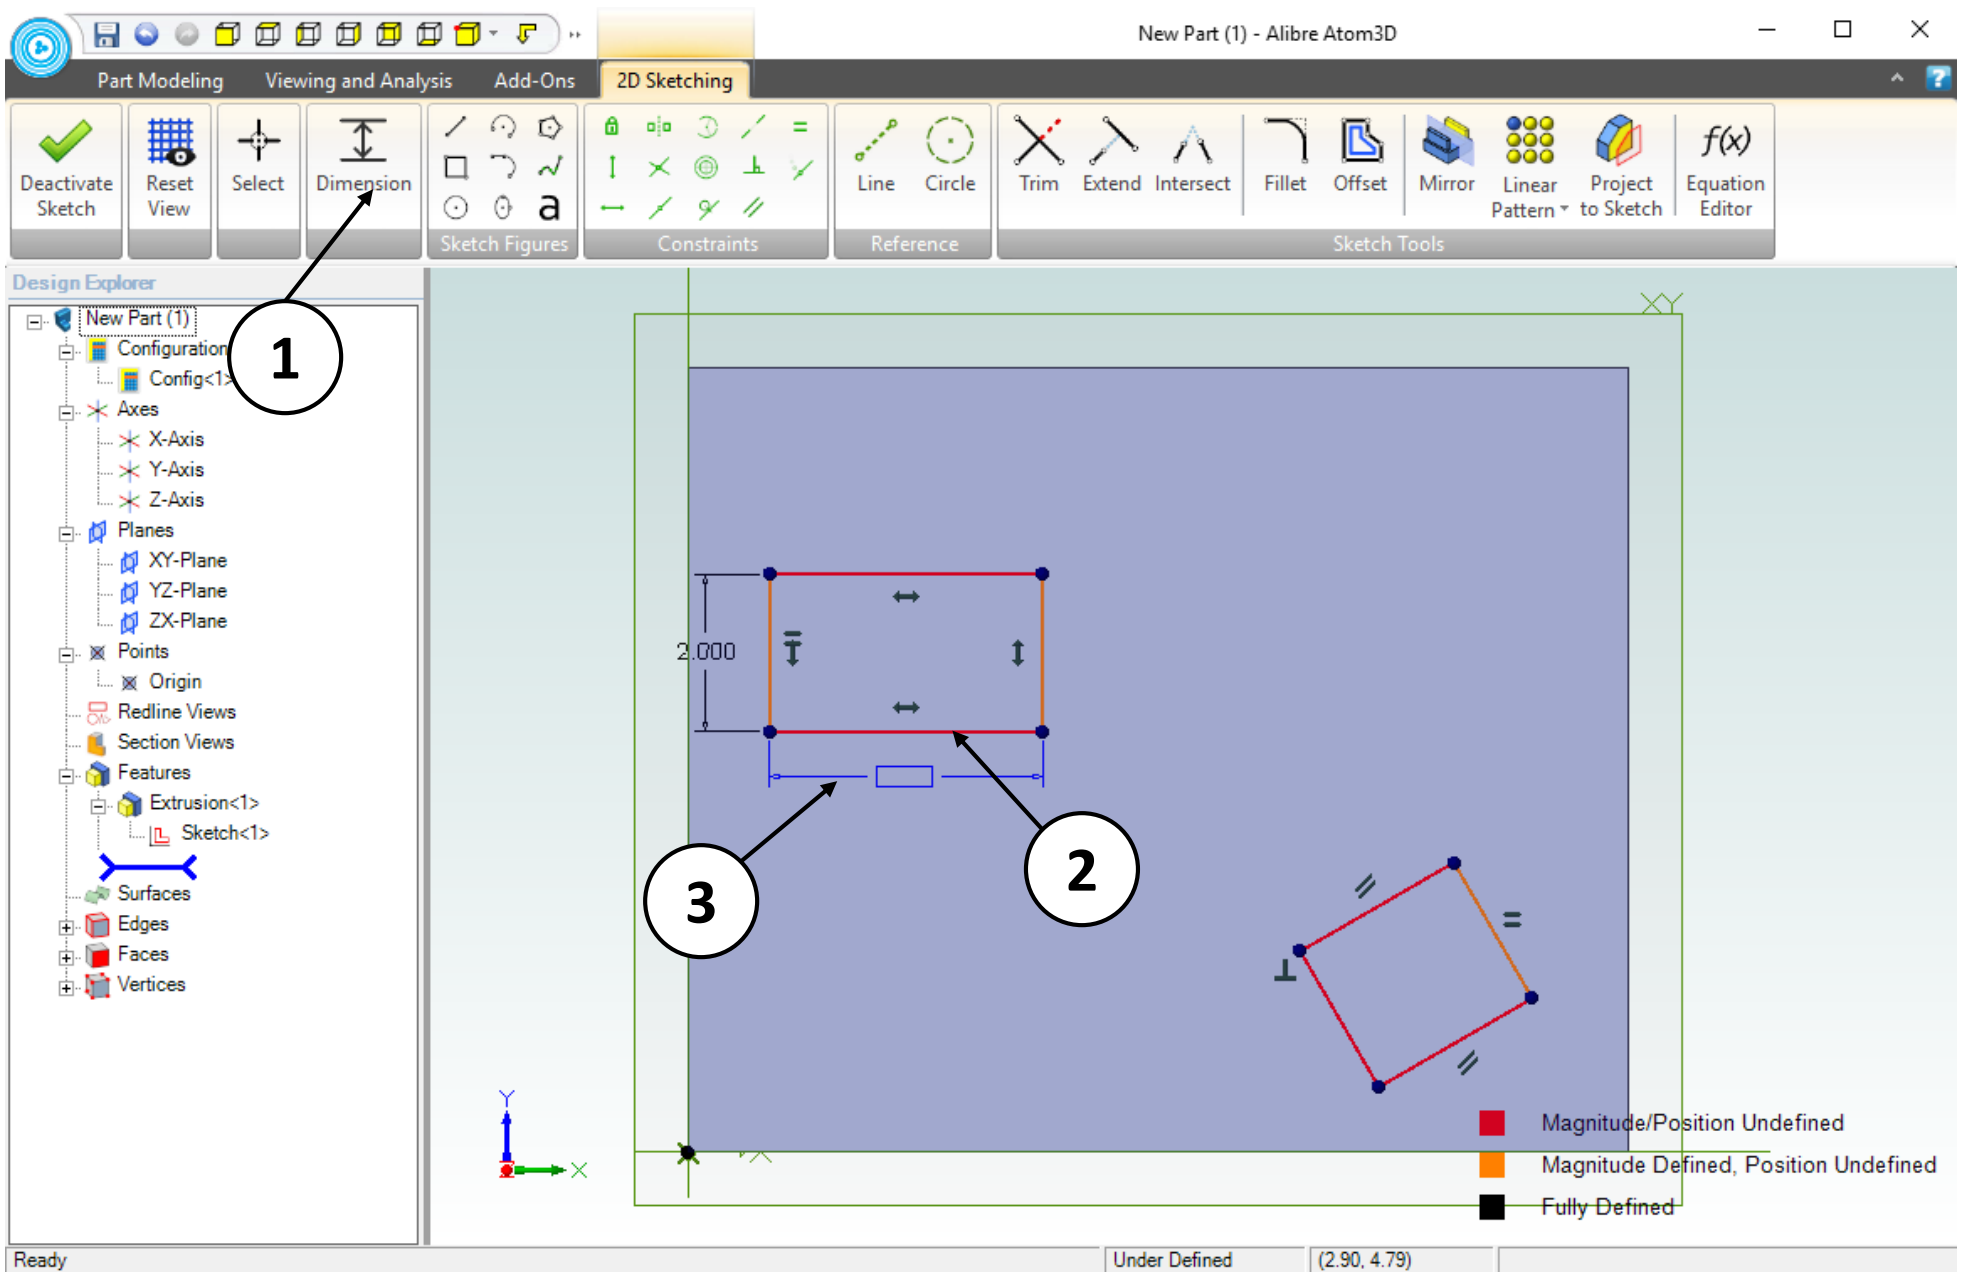 New Part (1) - Alibre Atom3D
Part Modeling Viewing and Analysis Add-Ons 2D Sketching
Deactivate Sketch
Reset View
Select
Dimension
a
Sketch Figures
Constraints
Line
Circle
Reference
Trim
Extend
Intersect
Fillet
Offset
Mirror
Linear Pattern
Project to Sketch
f(x)
Equation Editor
Sketch Tools
Design Explorer
New Part (1)
Configuration
Config<1>
Axes
X-Axis
Y-Axis
Z-Axis
Planes
XY-Plane
YZ-Plane
ZX-Plane
Points
Origin
Redline Views
Section Views
Features
Extrusion<1>
Sketch<1>
Surfaces
Edges
Faces
Vertices
1
XY
2.000
2
3
Y
X
Z
X
Magnitude/Position Undefined
Magnitude Defined, Position Undefined
Fully Defined
Ready
Under Defined
(2.90, 4.79)